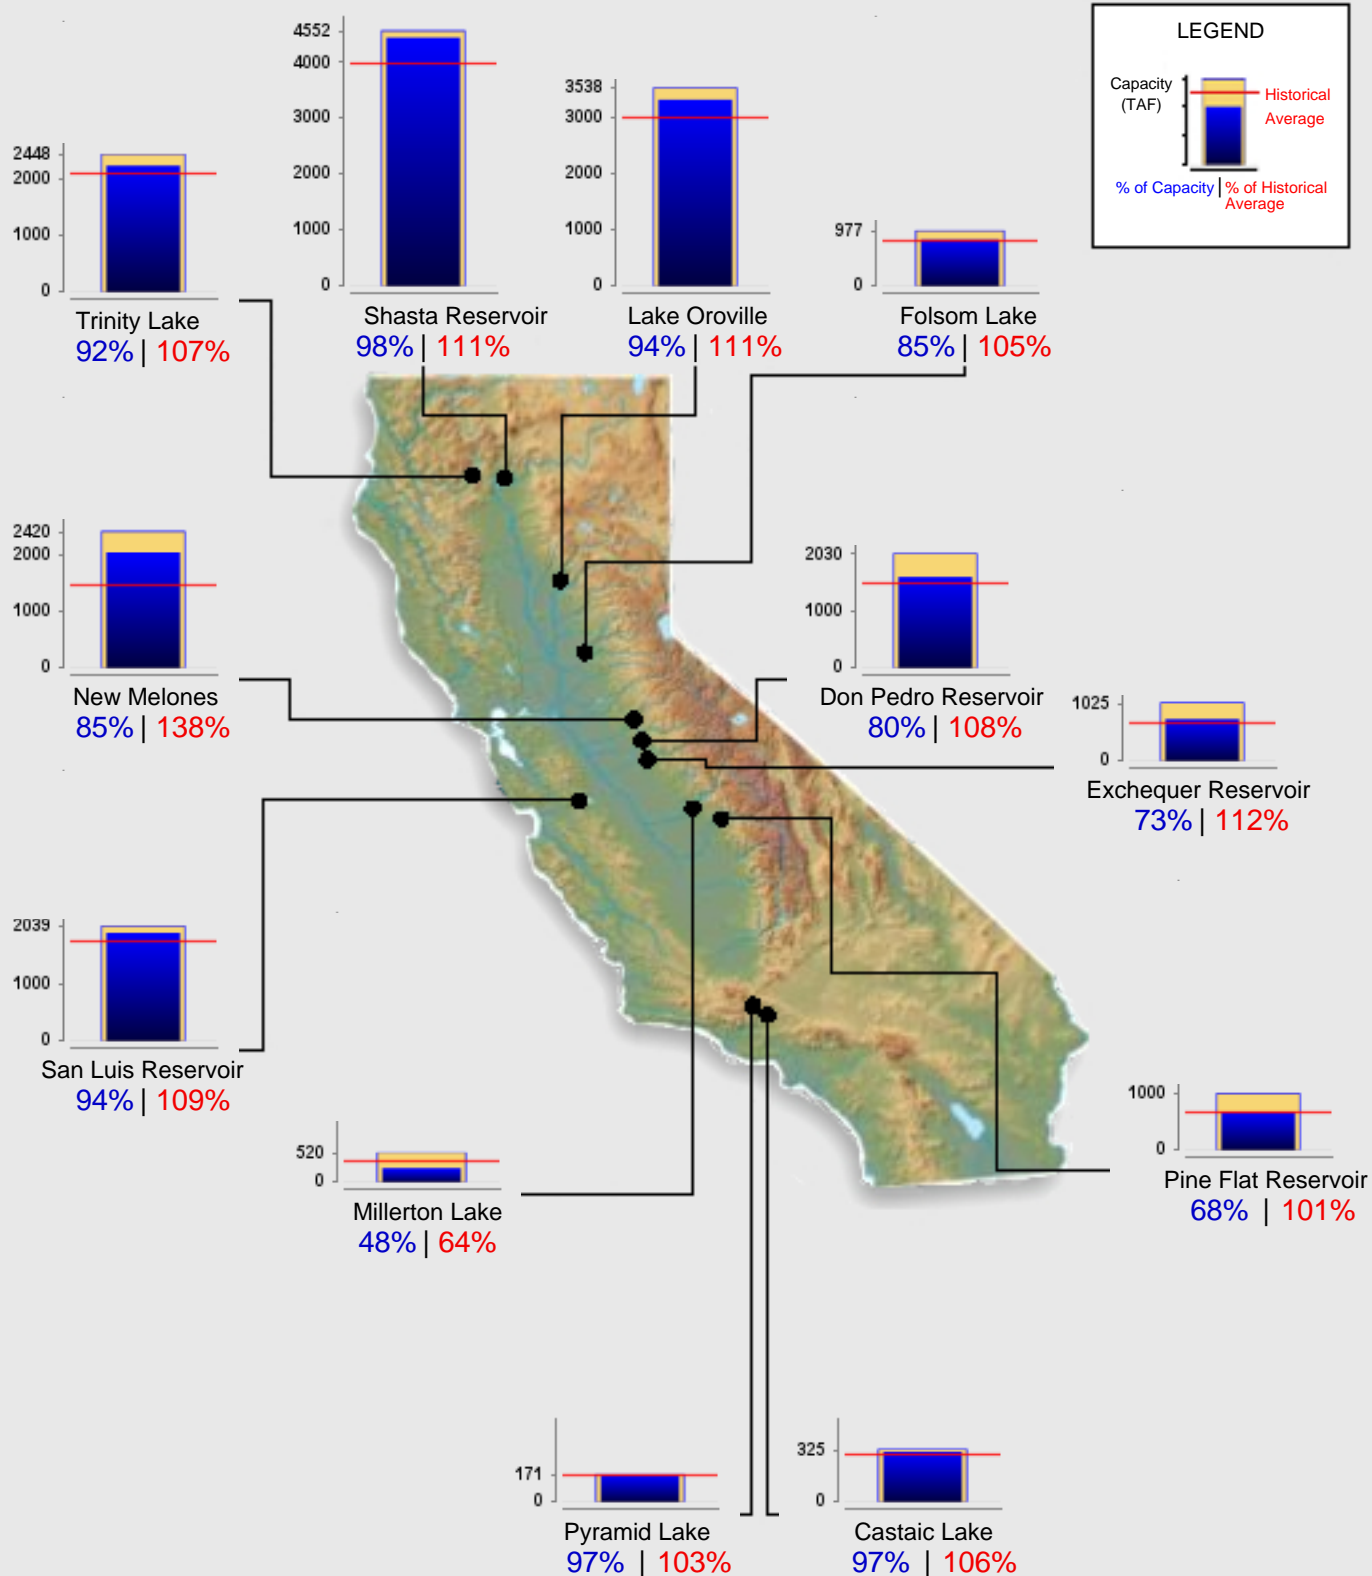 LEGEND
Capacity
(TAF)
Historical
Average
% of Capacity | % of Historical
Average
4552
4000
3000
2000
1000
0
Shasta Reservoir
98% | 111%
3538
3000
2000
1000
0
Lake Oroville
94% | 111%
2448
2000
1000
0
Trinity Lake
92% | 107%
977
0
Folsom Lake
85% | 105%
2420
2000
1000
0
New Melones
85% | 138%
2030
1000
0
Don Pedro Reservoir
80% | 108%
1025
0
Exchequer Reservoir
73% | 112%
2039
1000
0
San Luis Reservoir
94% | 109%
520
0
Millerton Lake
48% | 64%
1000
0
Pine Flat Reservoir
68% | 101%
171
0
Pyramid Lake
97% | 103%
325
0
Castaic Lake
97% | 106%